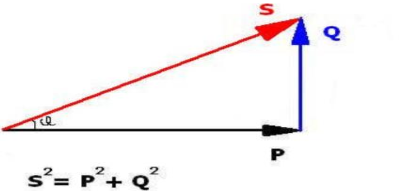 S
Q
P
S² = P² + Q²